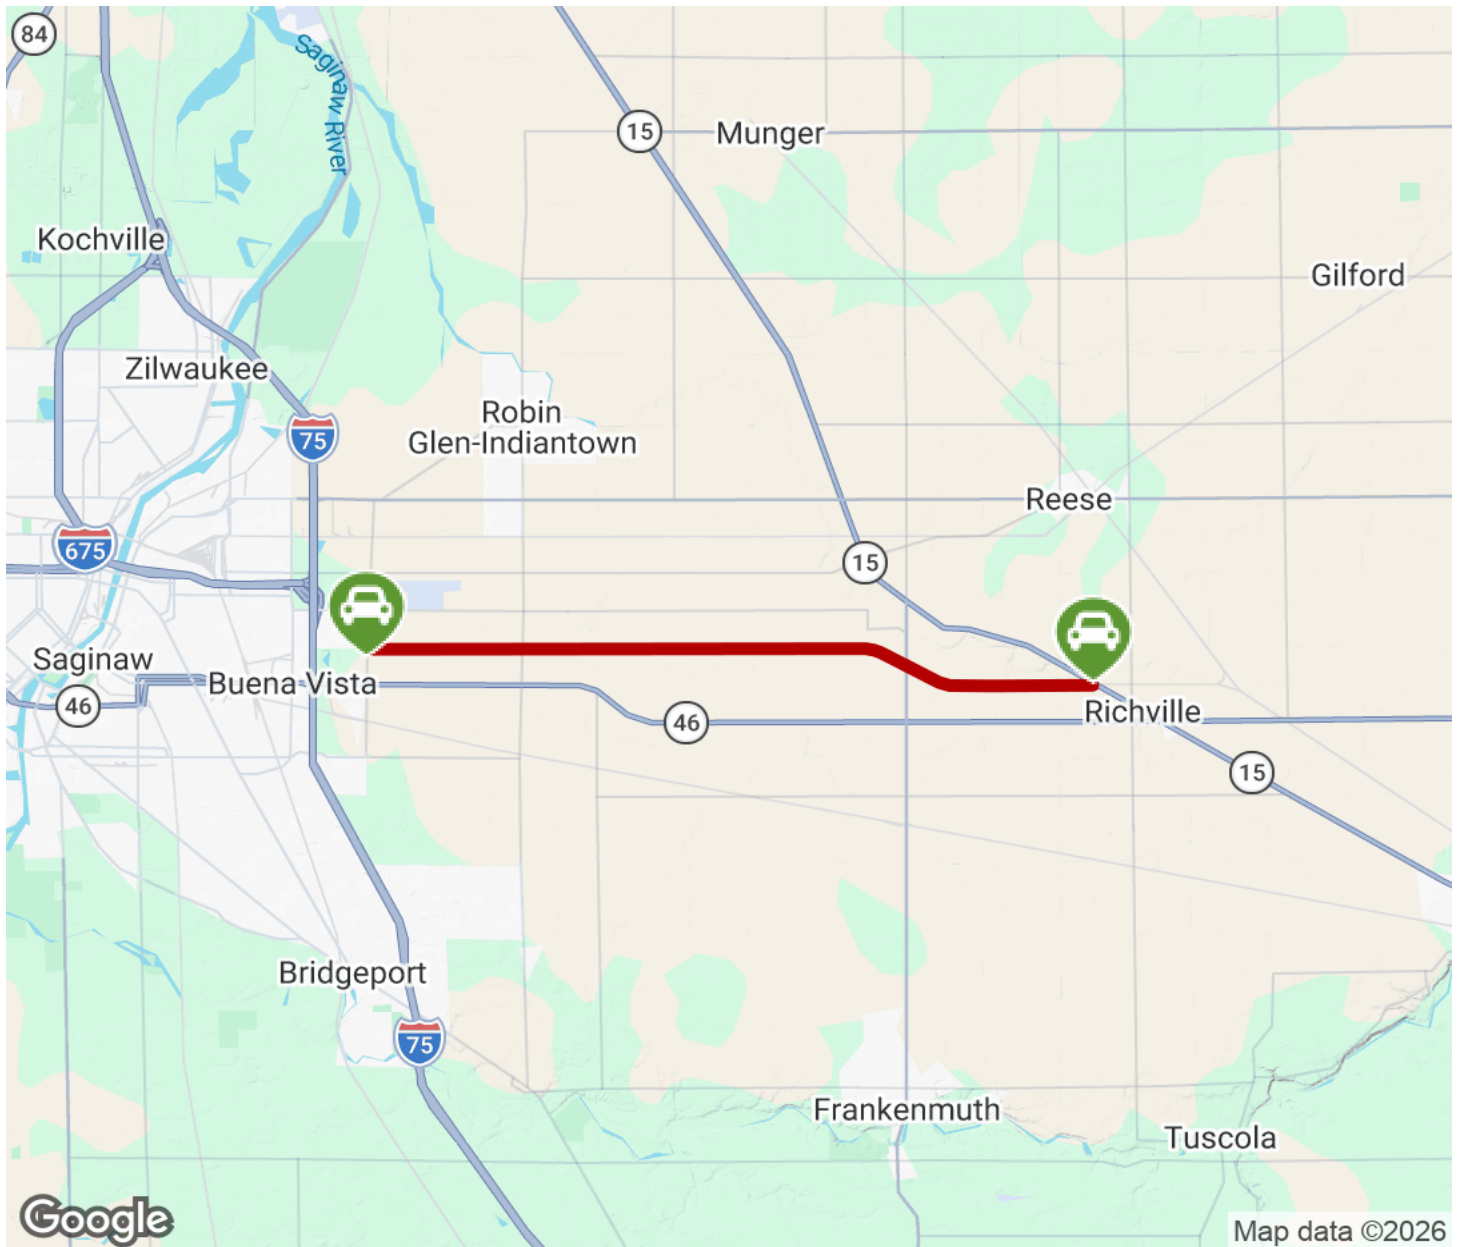 84
Saginaw River
15
Munger
Kochville
Gilford
Zilwaukee
Robin
Glen-Indiantown
75
Reese
675
15
Saginaw
Buena Vista
46
46
Richville
15
Bridgeport
75
Frankenmuth
Tuscola
Google
Map data ©2026